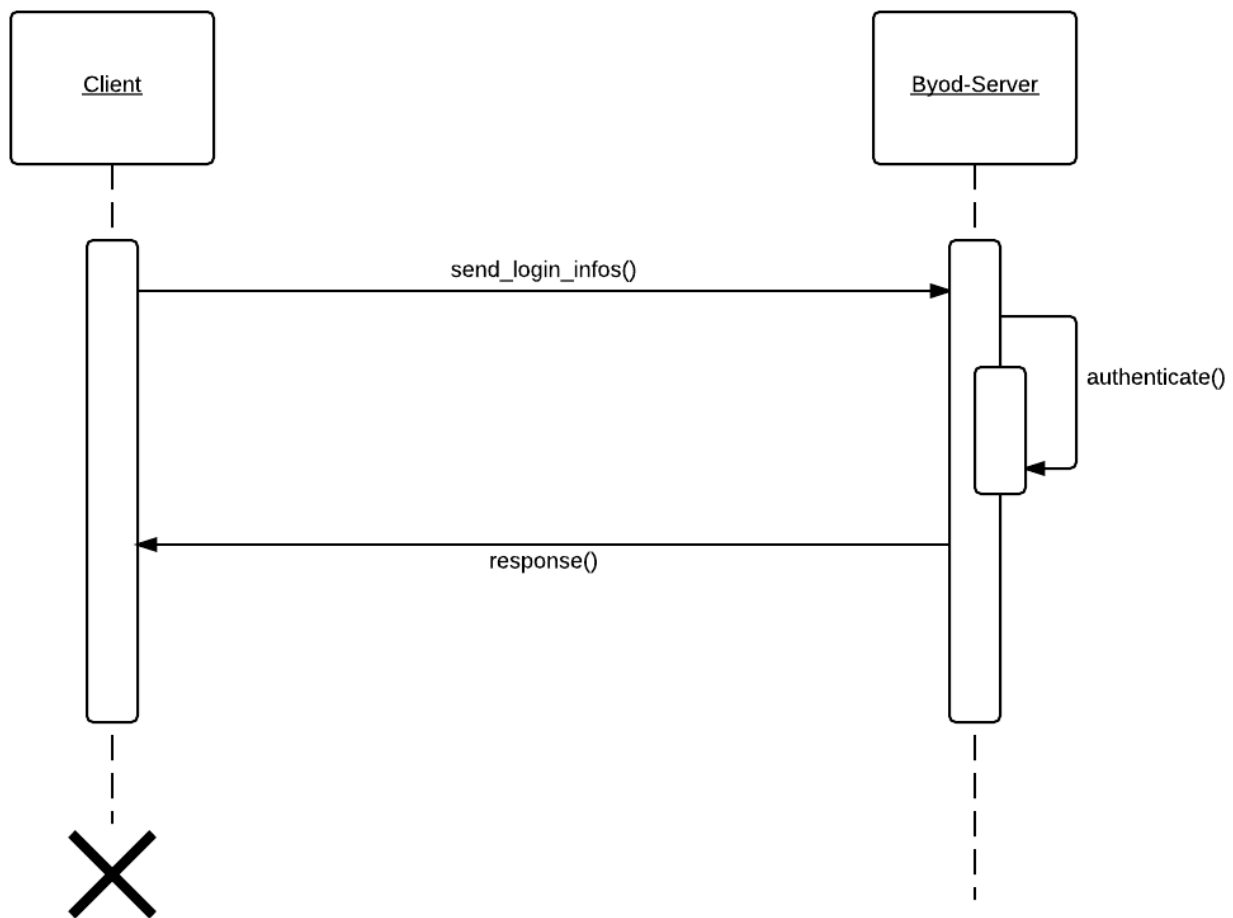 Client
Byod-Server
send_login_infos()
authenticate()
response()